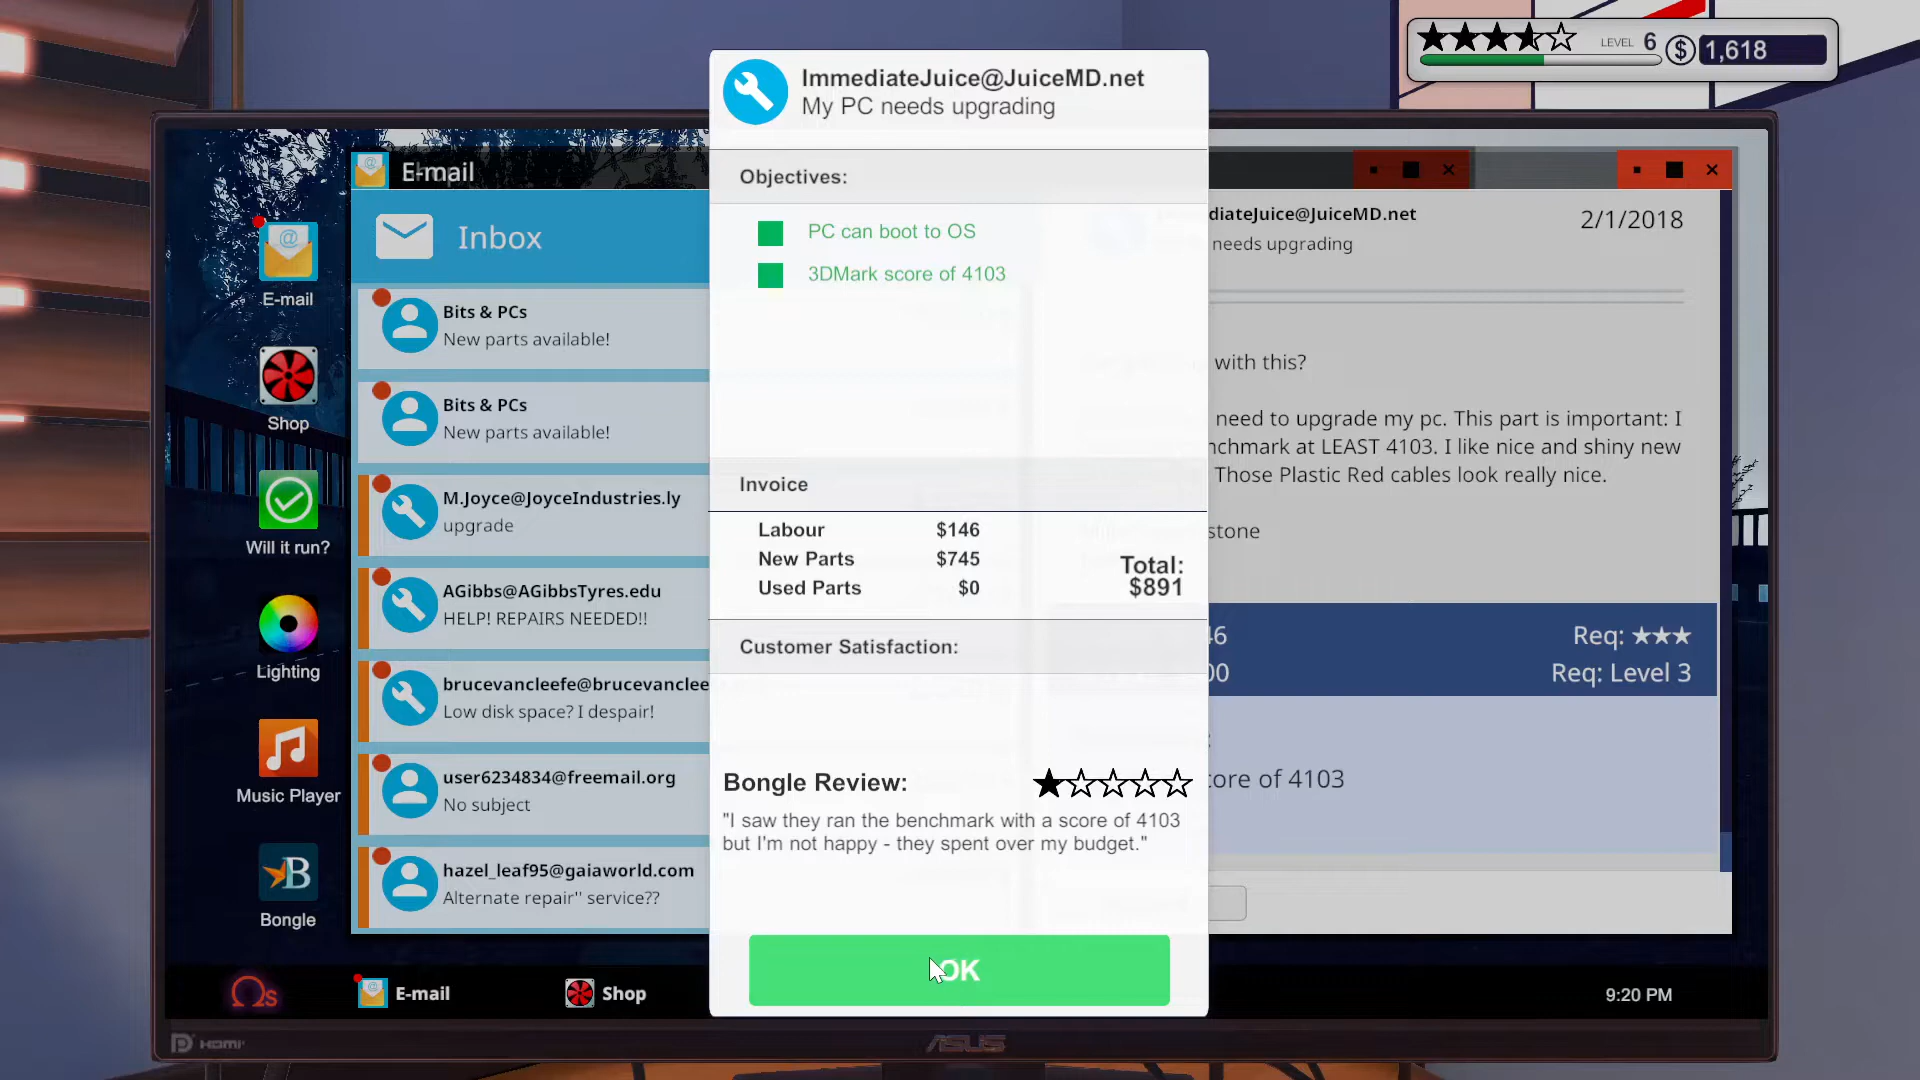 LEVEL 6
$ 1,618
ImmediateJuice@JuiceMD.net
My PC needs upgrading
Objectives:
PC can boot to OS
3DMark score of 4103
Invoice
Labour $146
New Parts $745
Used Parts $0
Total:
$891
Customer Satisfaction:
Bongle Review:
"I saw they ran the benchmark with a score of 4103
but I'm not happy - they spent over my budget."
OK
E-mail
Inbox
Bits & PCs
New parts available!
Bits & PCs
New parts available!
M.Joyce@JoyceIndustries.ly
upgrade
AGibbs@AGibbsTyres.edu
HELP! REPAIRS NEEDED!!
brucevancleefe@brucevanclee
Low disk space? I despair!
user6234834@freemail.org
No subject
hazel_leaf95@gaiaworld.com
Alternate repair'' service??
E-mail
Shop
Will it run?
Lighting
Music Player
B
Bongle
diateJuice@JuiceMD.net
2/1/2018
needs upgrading
with this?
need to upgrade my pc. This part is important: I
nchmark at LEAST 4103. I like nice and shiny new
Those Plastic Red cables look really nice.
stone
46
Req: ★★★
00
Req: Level 3
core of 4103
Ωs
E-mail
Shop
9:20 PM
HDMI
ASUS